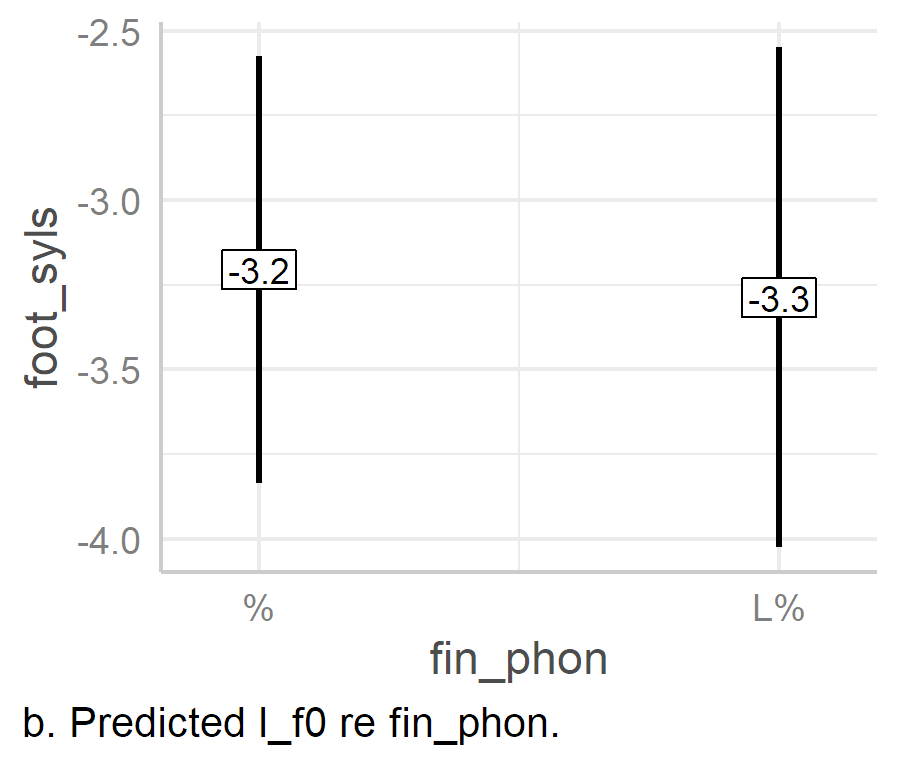 -2.5
-3.0
-3.5
-4.0
foot_syls
-3.2
-3.3
% L%
fin_phon
b. Predicted l_f0 re fin_phon.